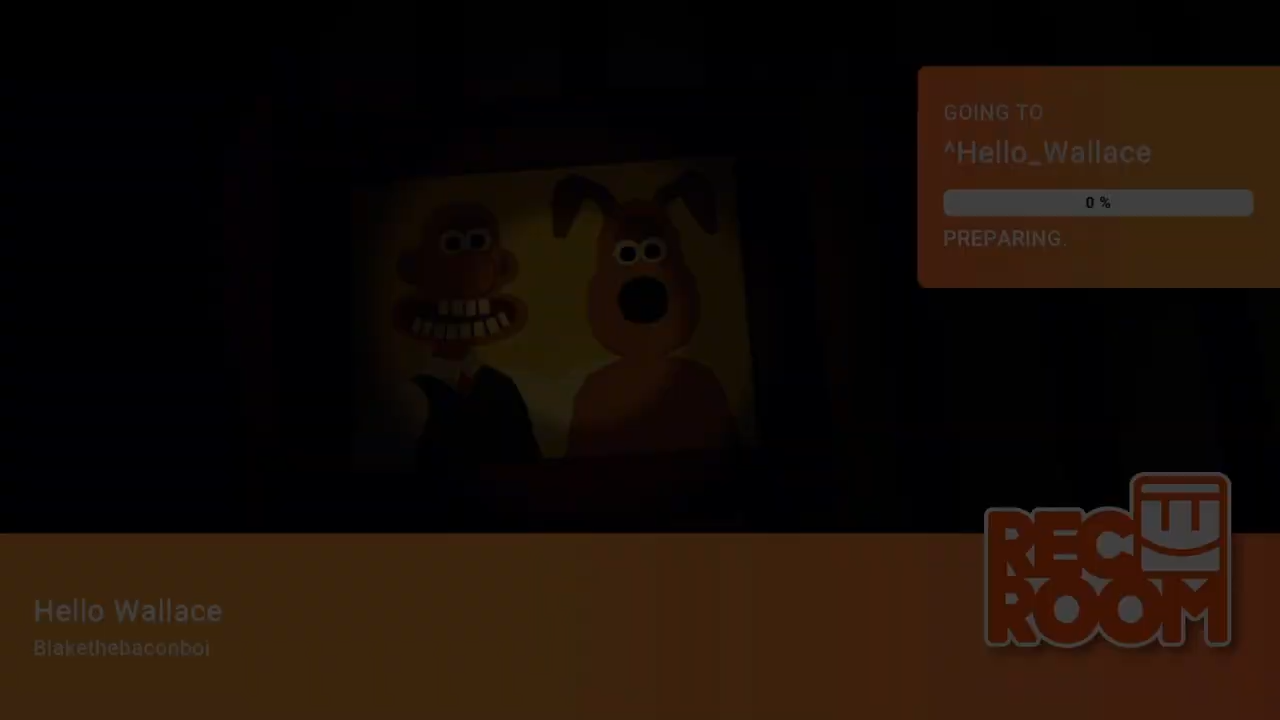 GOING TO
^Hello_Wallace
0 %
PREPARING.
REC
ROOM
Hello Wallace
Blakethebaconboi